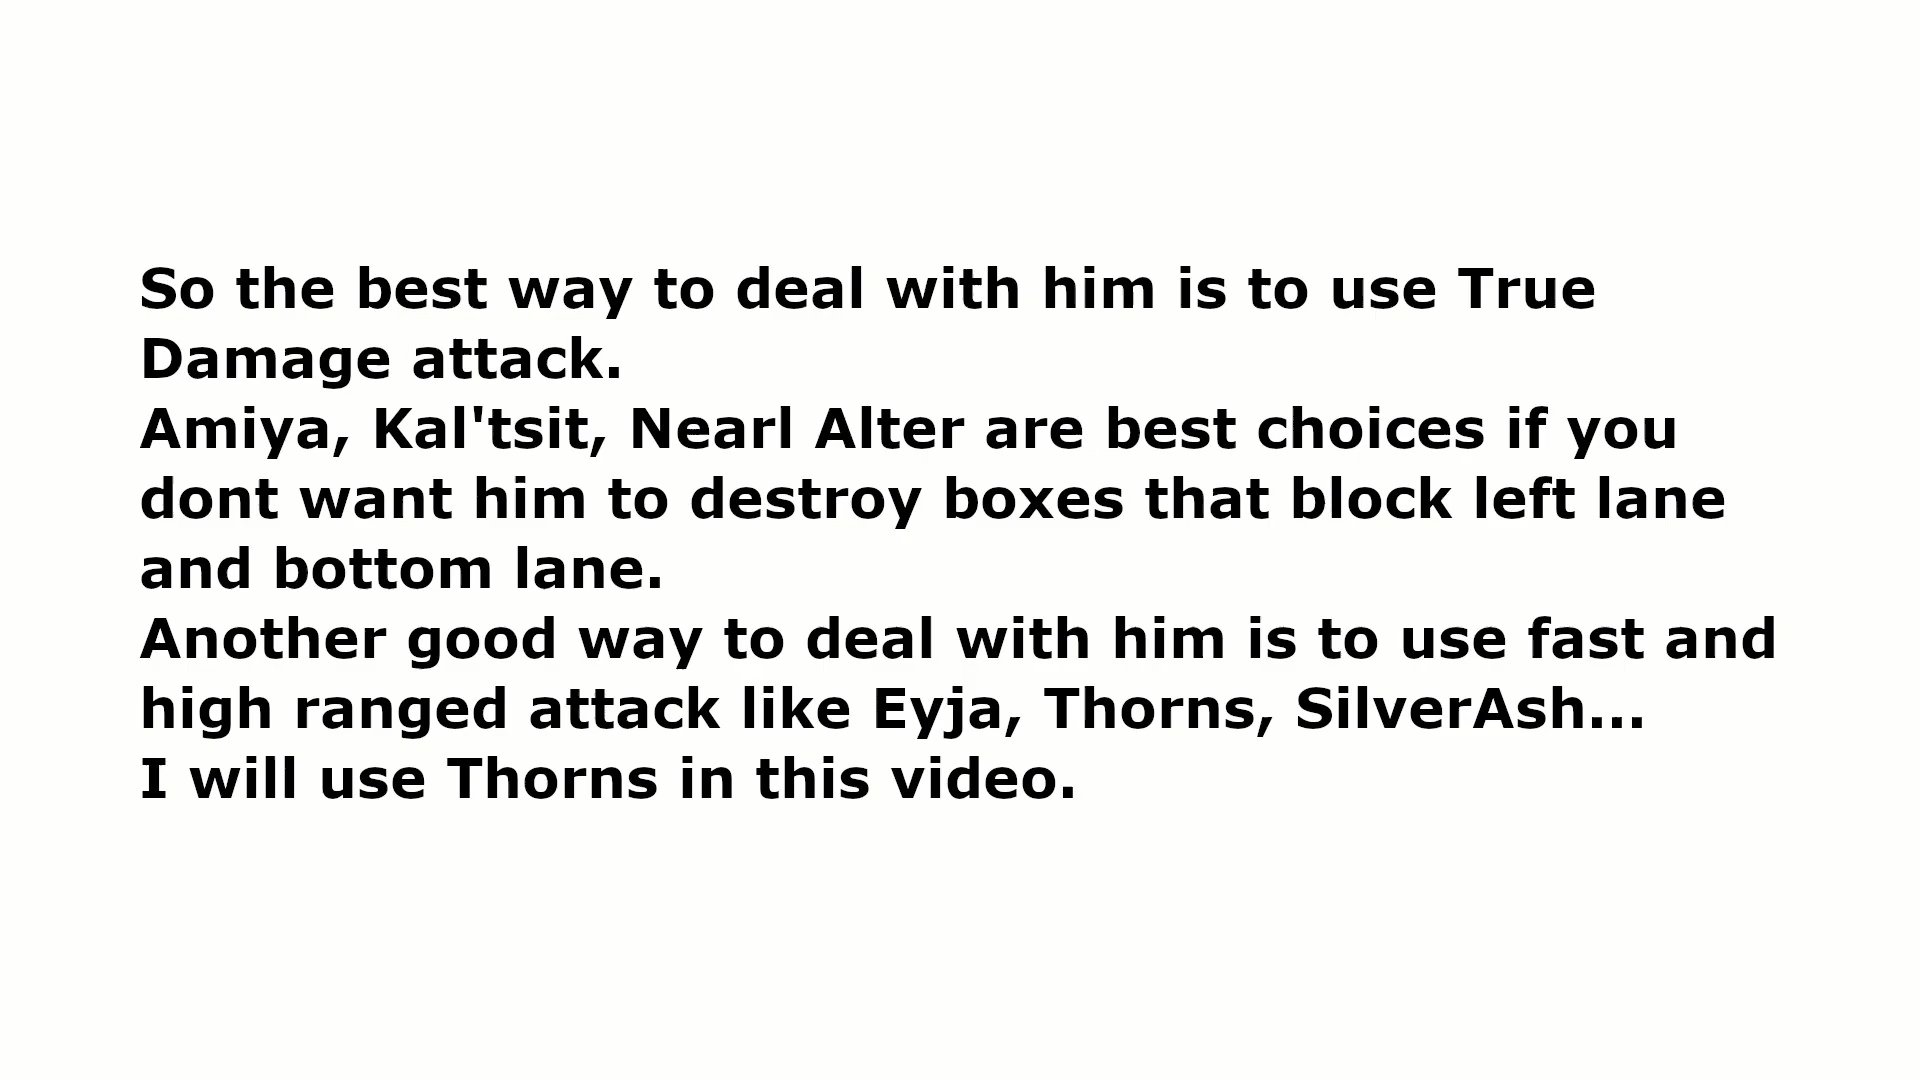 So the best way to deal with him is to use True
Damage attack.
Amiya, Kal'tsit, Nearl Alter are best choices if you
dont want him to destroy boxes that block left lane
and bottom lane.
Another good way to deal with him is to use fast and
high ranged attack like Eyja, Thorns, SilverAsh...
I will use Thorns in this video.